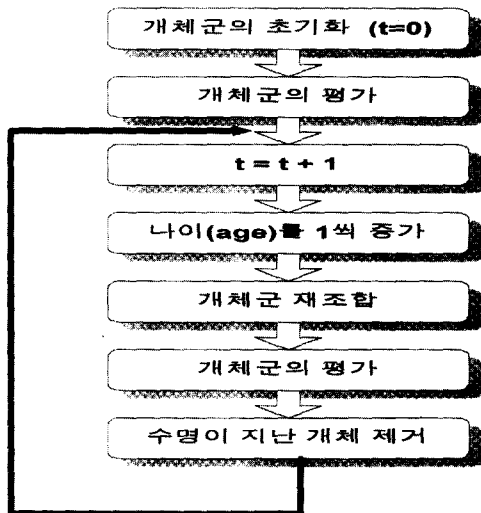 개체군의 초기화 (t=0)
개체군의 평가
t = t + 1
나이(age)를 1씩 증가
개체군 재조합
개체군의 평가
수명이 지난 개체 제거